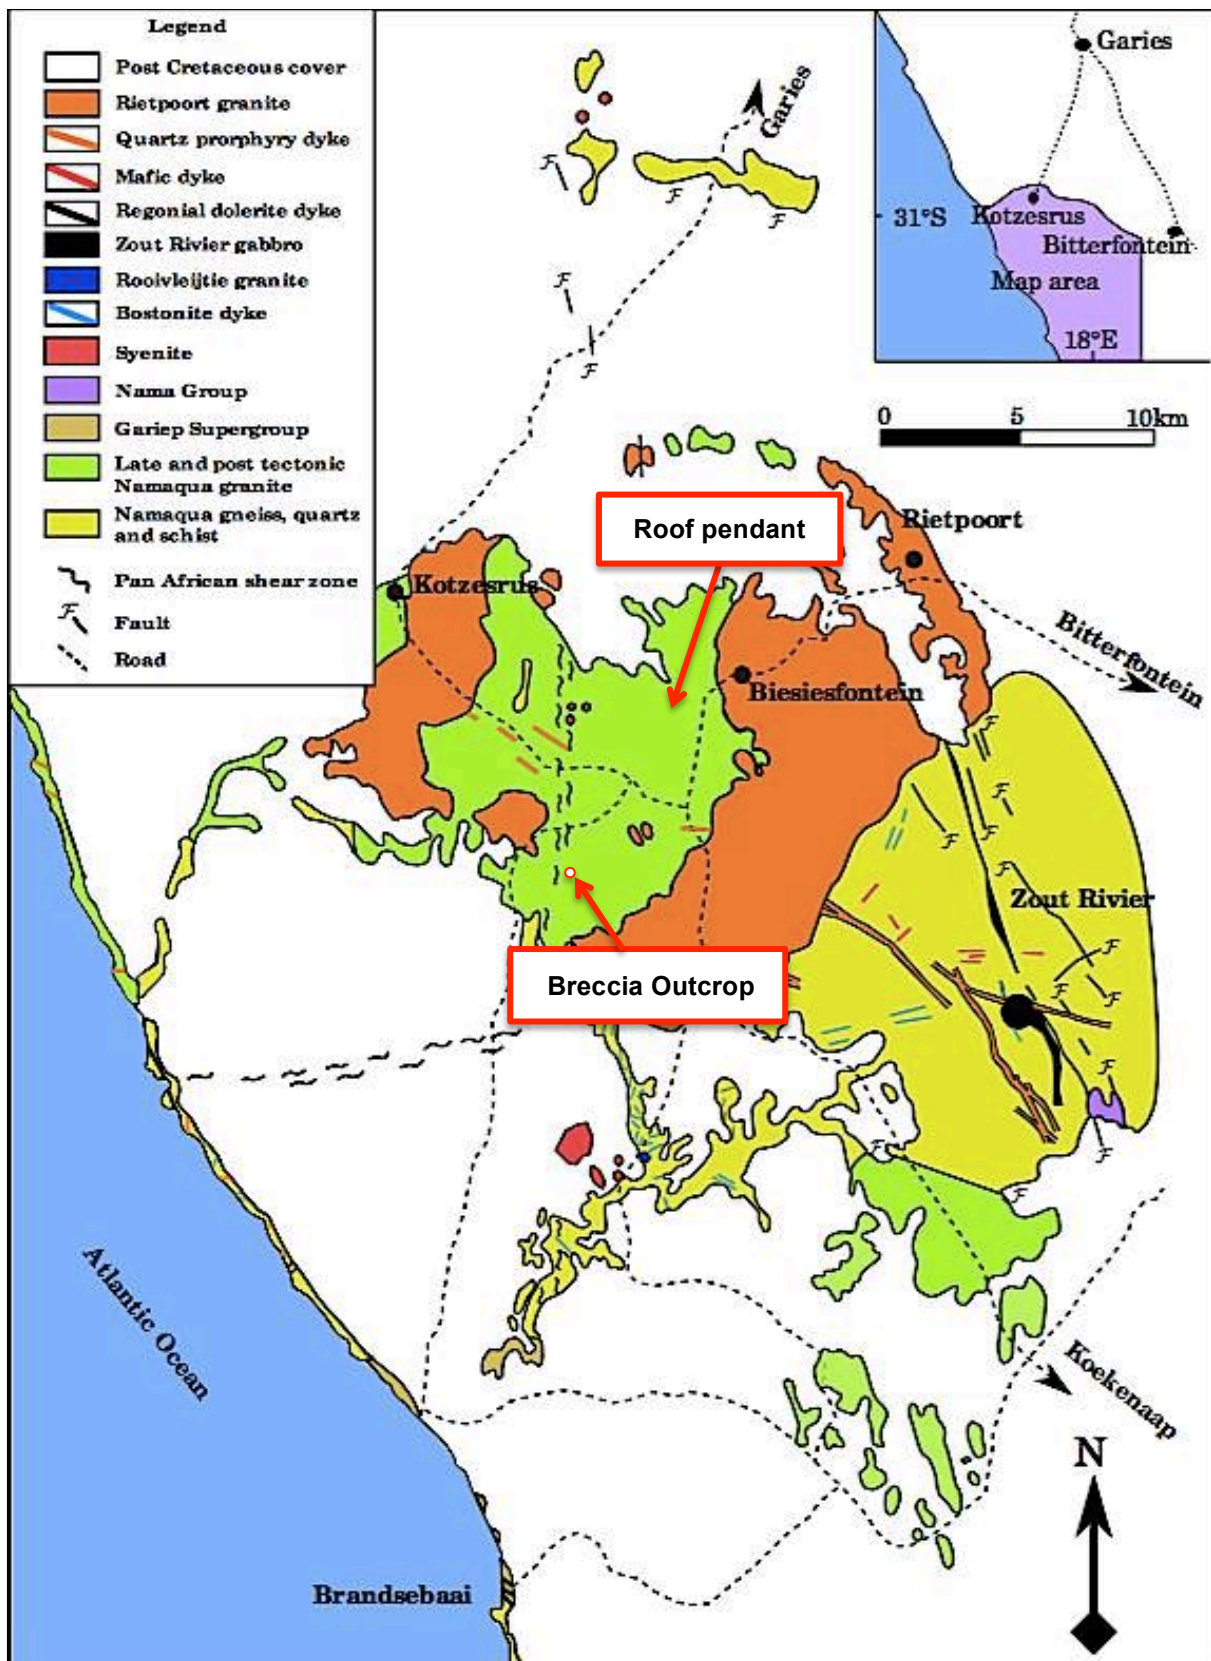 Legend
Post Cretaceous cover
Rietpoort granite
Quartz prorphyry dyke
Mafic dyke
Regonial dolerite dyke
Zout Rivier gabbro
Rooivleijtie granite
Bostonite dyke
Syenite
Nama Group
Gariep Supergroup
Late and post tectonic
Namaqua granite
Namaqua gneiss, quartz
and schist
Pan African shear zone
F
Fault
Road
Garies
Garies
31°S
Kotzesrus
Bitterfontein
Map area
18°E
F
F
F
F
F
0
5
10km
Roof pendant
Rietpoort
Kotzesrus
Bitterfontein
Biesiesfontein
F
F
F
F
Zout Rivier
F
F
Breccia Outcrop
F
F
F
F
F
Atlantic Ocean
Koekenaap
N
Brandsebaai